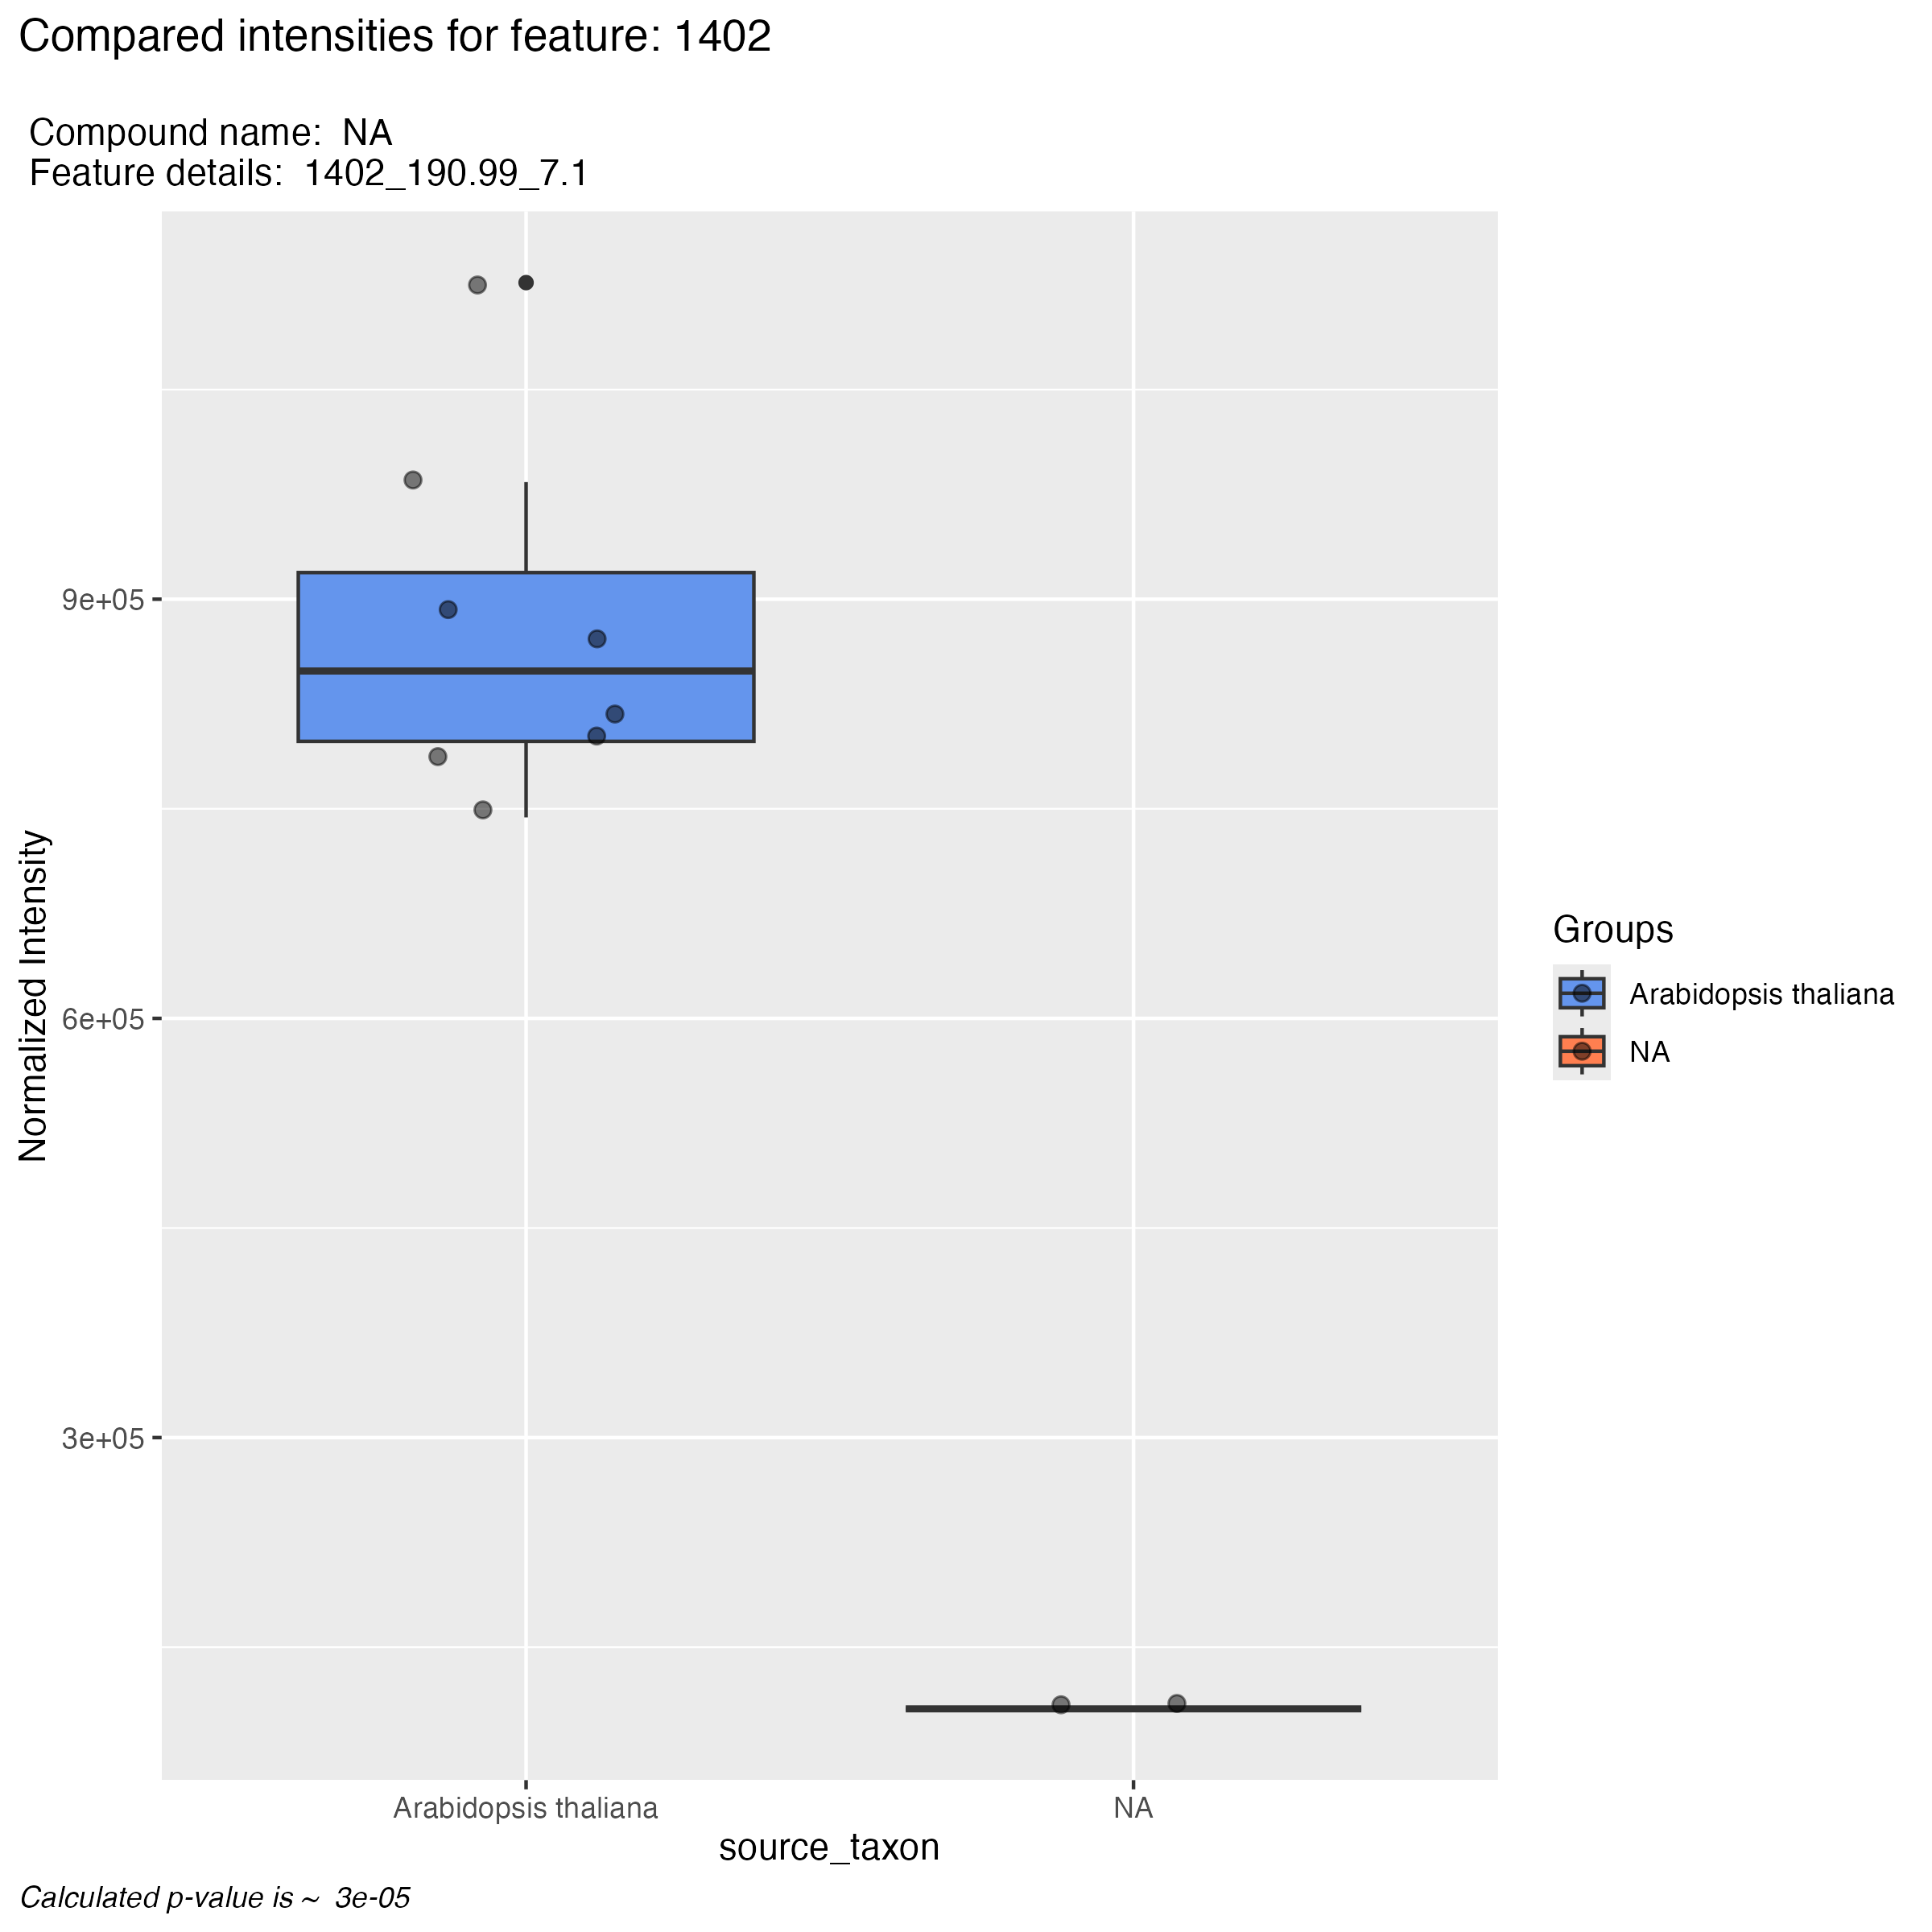 Compared intensities for feature: 1402
Compound name: NA
Feature details: 1402_190.99_7.1
Normalized Intensity
9e+05
6e+05
3e+05
Arabidopsis thaliana
NA
source_taxon
Groups
Arabidopsis thaliana
NA
Calculated p-value is ~ 3e-05